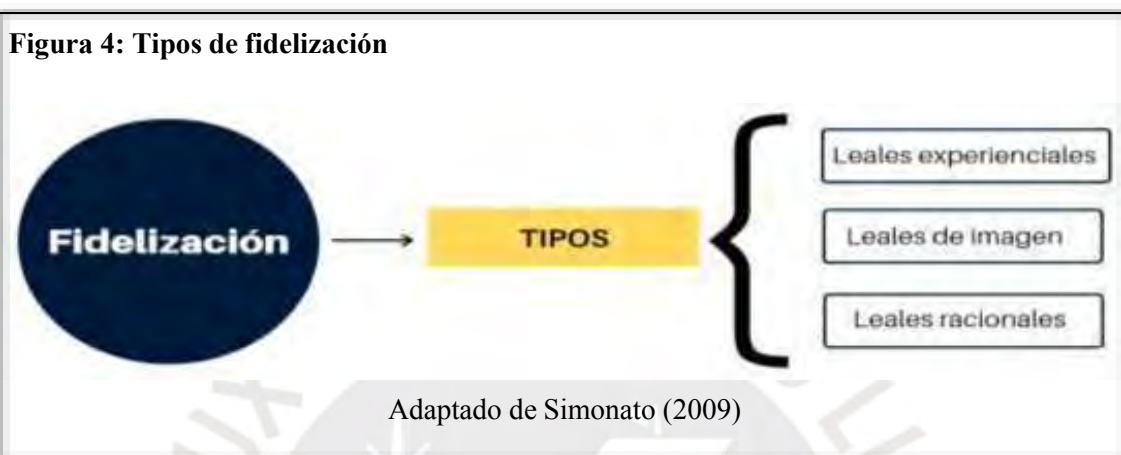 Figura 4: Tipos de fidelización
Fidelización
TIPOS
Leales experienciales
Leales de Imagen
Leales racionales
Adaptado de Simonato (2009)